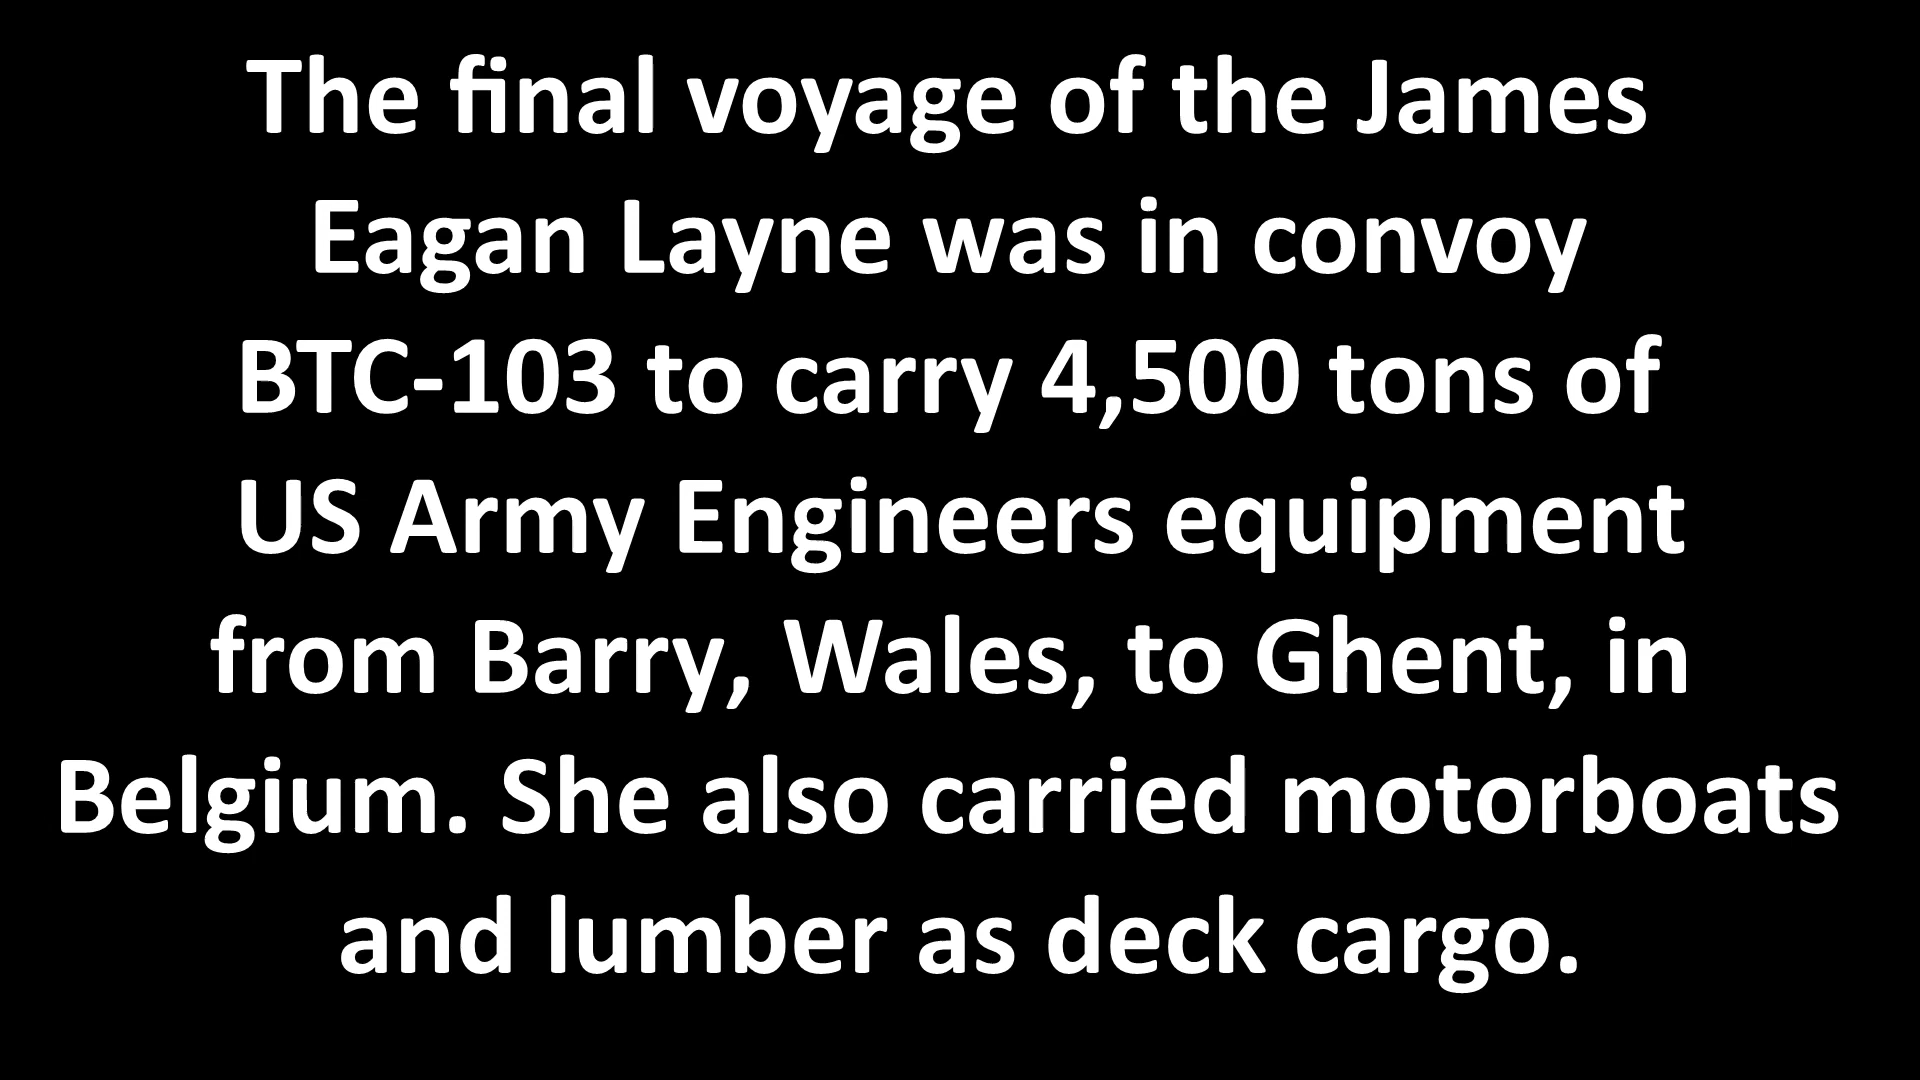 The final voyage of the James
Eagan Layne was in convoy
BTC-103 to carry 4,500 tons of
US Army Engineers equipment
from Barry, Wales, to Ghent, in
Belgium. She also carried motorboats
and lumber as deck cargo.